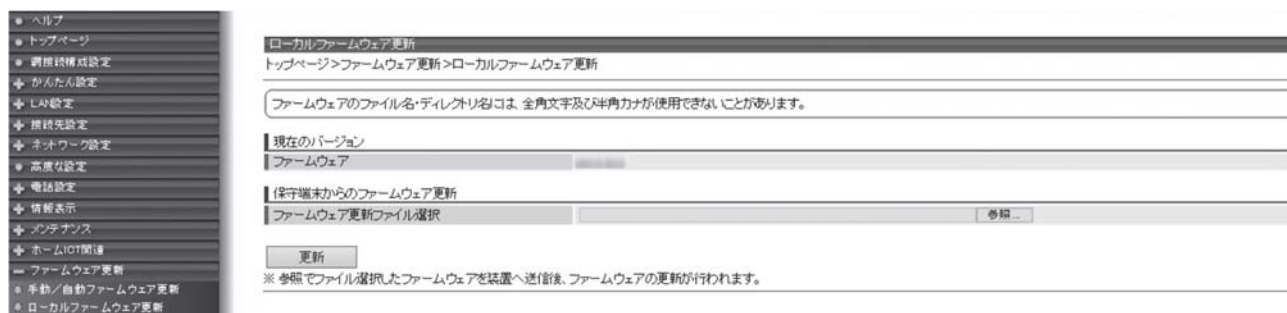 ヘルプ
トップページ
網接続構成設定
かんたん設定
LAN設定
接続先設定
ネットワーク設定
高度な設定
電話設定
情報表示
メンテナンス
ホームIOT関連
ファームウェア更新
手動/自動ファームウェア更新
ローカルファームウェア更新
ローカルファームウェア更新
トップページ>ファームウェア更新>ローカルファームウェア更新
ファームウェアのファイル名・ディレクトリ名には、全角文字及び半角カナが使用できないことがあります。
現在のバージョン
ファームウェア
保守端末からのファームウェア更新
ファームウェア更新ファイル選択
参照...
更新
※ 参照でファイル選択したファームウェアを装置へ送信後、ファームウェアの更新が行われます。